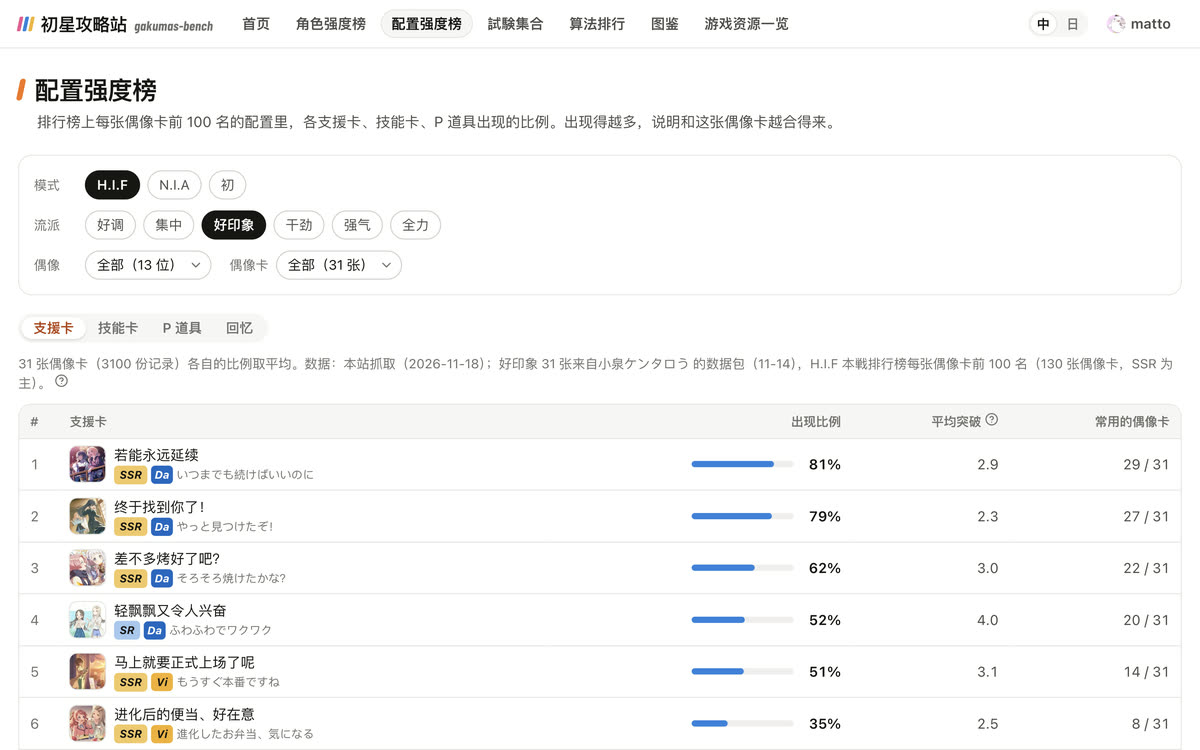 初星攻略站 gakumas-bench 首页 角色强度榜 配置强度榜 試験集合 算法排行 图鉴 游戏资源一览 中 日 matto
配置强度榜
排行榜上每张偶像卡前 100 名的配置里，各支援卡、技能卡、P 道具出现的比例。出现得越多，说明和这张偶像卡越合得来。
模式 H.I.F N.I.A 初
流派 好调 集中 好印象 干劲 强气 全力
偶像 全部（13 位） 偶像卡 全部（31 张）
支援卡 技能卡 P 道具 回忆
31 张偶像卡（3100 份记录）各自的比例取平均。数据：本站抓取（2026-11-18）；好印象 31 张来自小泉ケンタロう 的数据包（11-14），H.I.F 本戦排行榜每张偶像卡前 100 名（130 张偶像卡，SSR 为
主）。 ?
# 支援卡 出现比例 平均突破 ? 常用的偶像卡
1 若能永远延续 81% 2.9 29 / 31
SSR Da いつまでも続けばいいのに
2 终于找到你了! 79% 2.3 27 / 31
SSR Da やっと見つけたぞ!
3 差不多烤好了吧? 62% 3.0 22 / 31
SSR Da そろそろ焼けたかな?
4 轻飘飘又令人兴奋 52% 4.0 20 / 31
SR Da ふわふわでワクワク
5 马上就要正式上场了呢 51% 3.1 14 / 31
SSR Vi もうすぐ本番ですね
6 进化后的便当、好在意 35% 2.5 8 / 31
SSR Vi 進化したお弁当、気になる